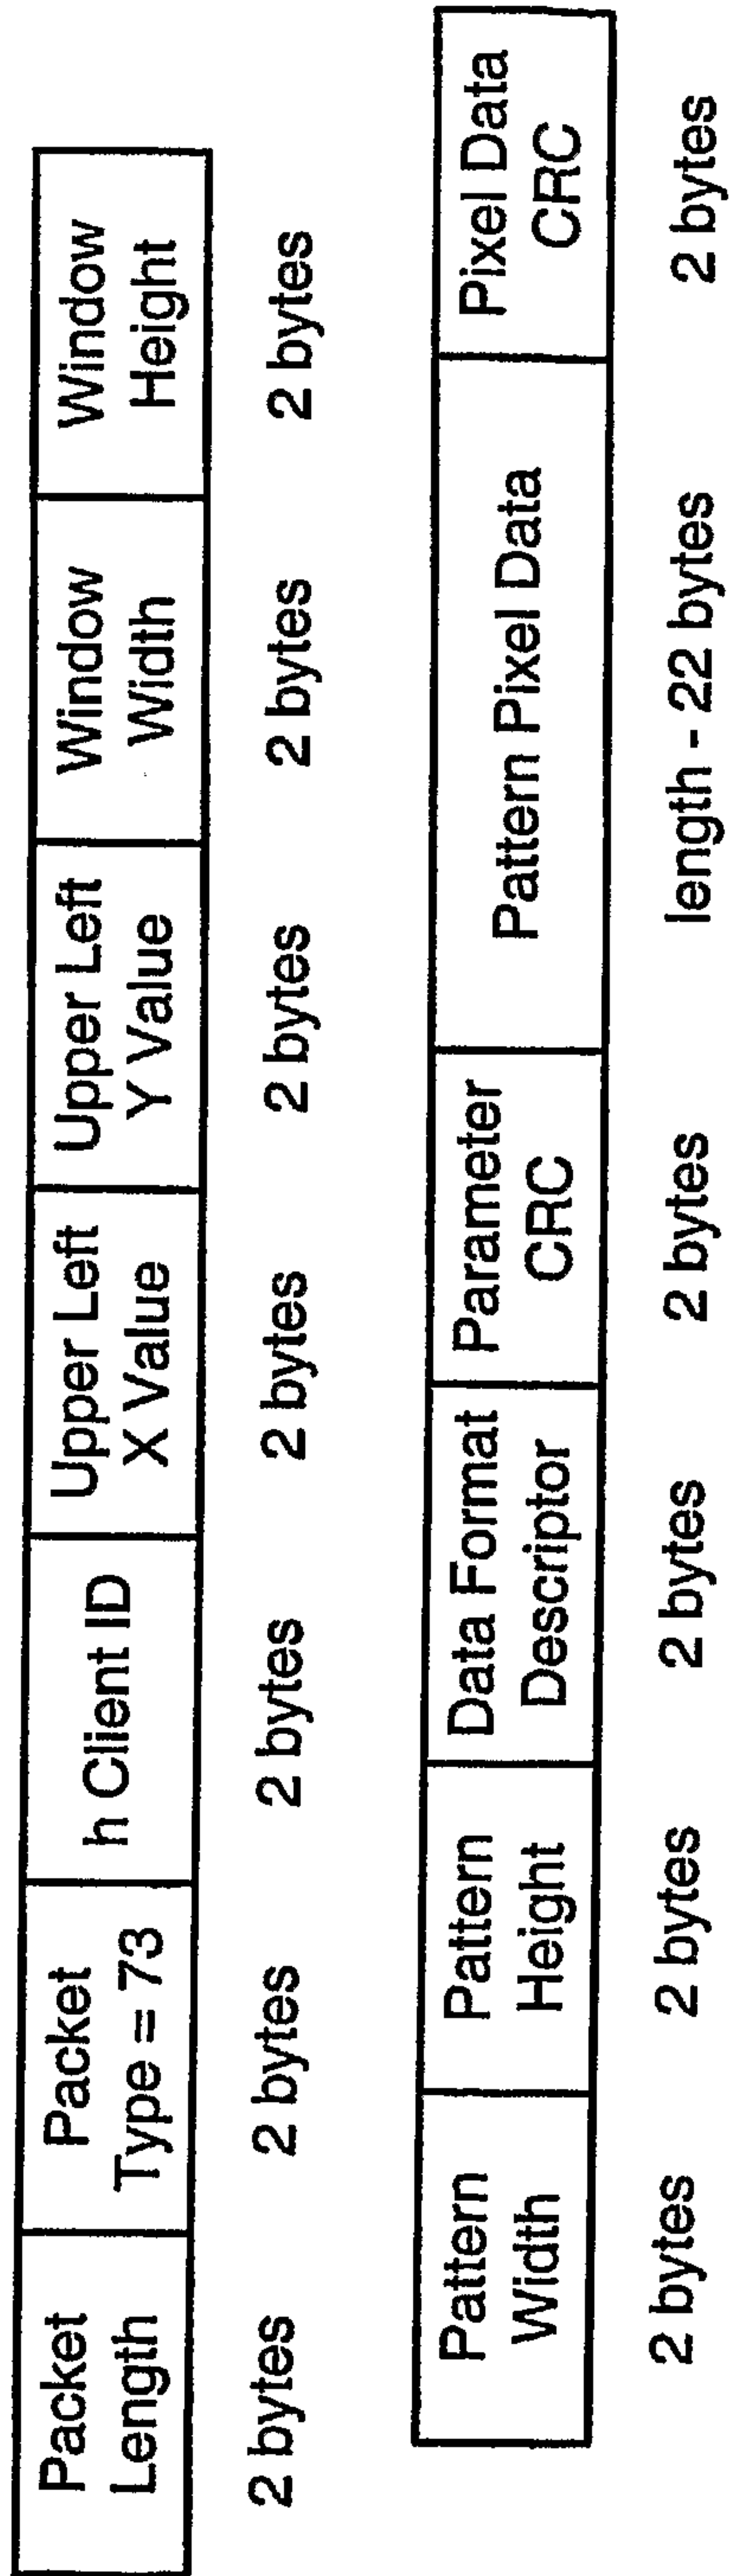 Packet
Length
Packet
Type = 73
h Client ID
Upper Left
X Value
Upper Left
Y Value
Window
Width
Window
Height
2 bytes
2 bytes
2 bytes
2 bytes
2 bytes
2 bytes
2 bytes
Pattern
Width
Pattern
Height
Data Format
Descriptor
Parameter
CRC
Pattern Pixel Data
Pixel Data
CRC
2 bytes
2 bytes
2 bytes
2 bytes
length - 22 bytes
2 bytes